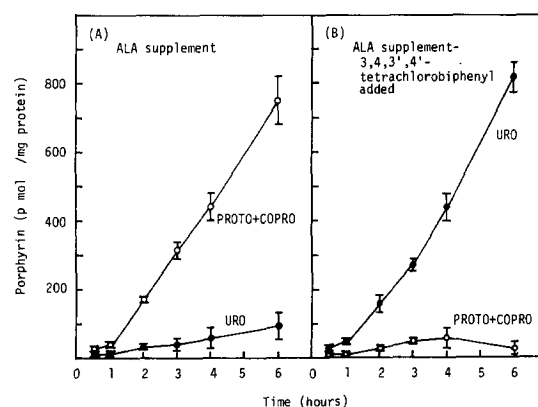 (A)
ALA supplement
(B)
ALA supplement-
3,4,3',4'-
tetrachlorobiphenyl
added
Porphyrin (p mol /mg protein)
800
600
400
200
PROTO+COPRO
URO
URO
PROTO+COPRO
0 1 2 3 4 5 6 0 1 2 3 4 5 6
Time (hours) Time (hours)